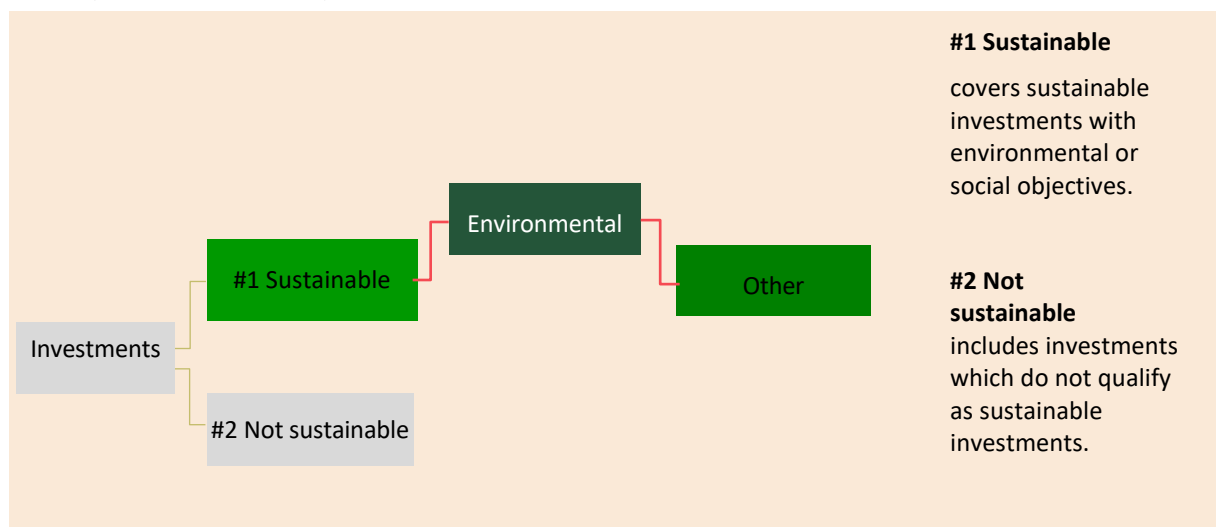 Investments
#1 Sustainable
#2 Not sustainable
Environmental
Other
#1 Sustainable
covers sustainable
investments with
environmental or
social objectives.
#2 Not
sustainable
includes investments
which do not qualify
as sustainable
investments.